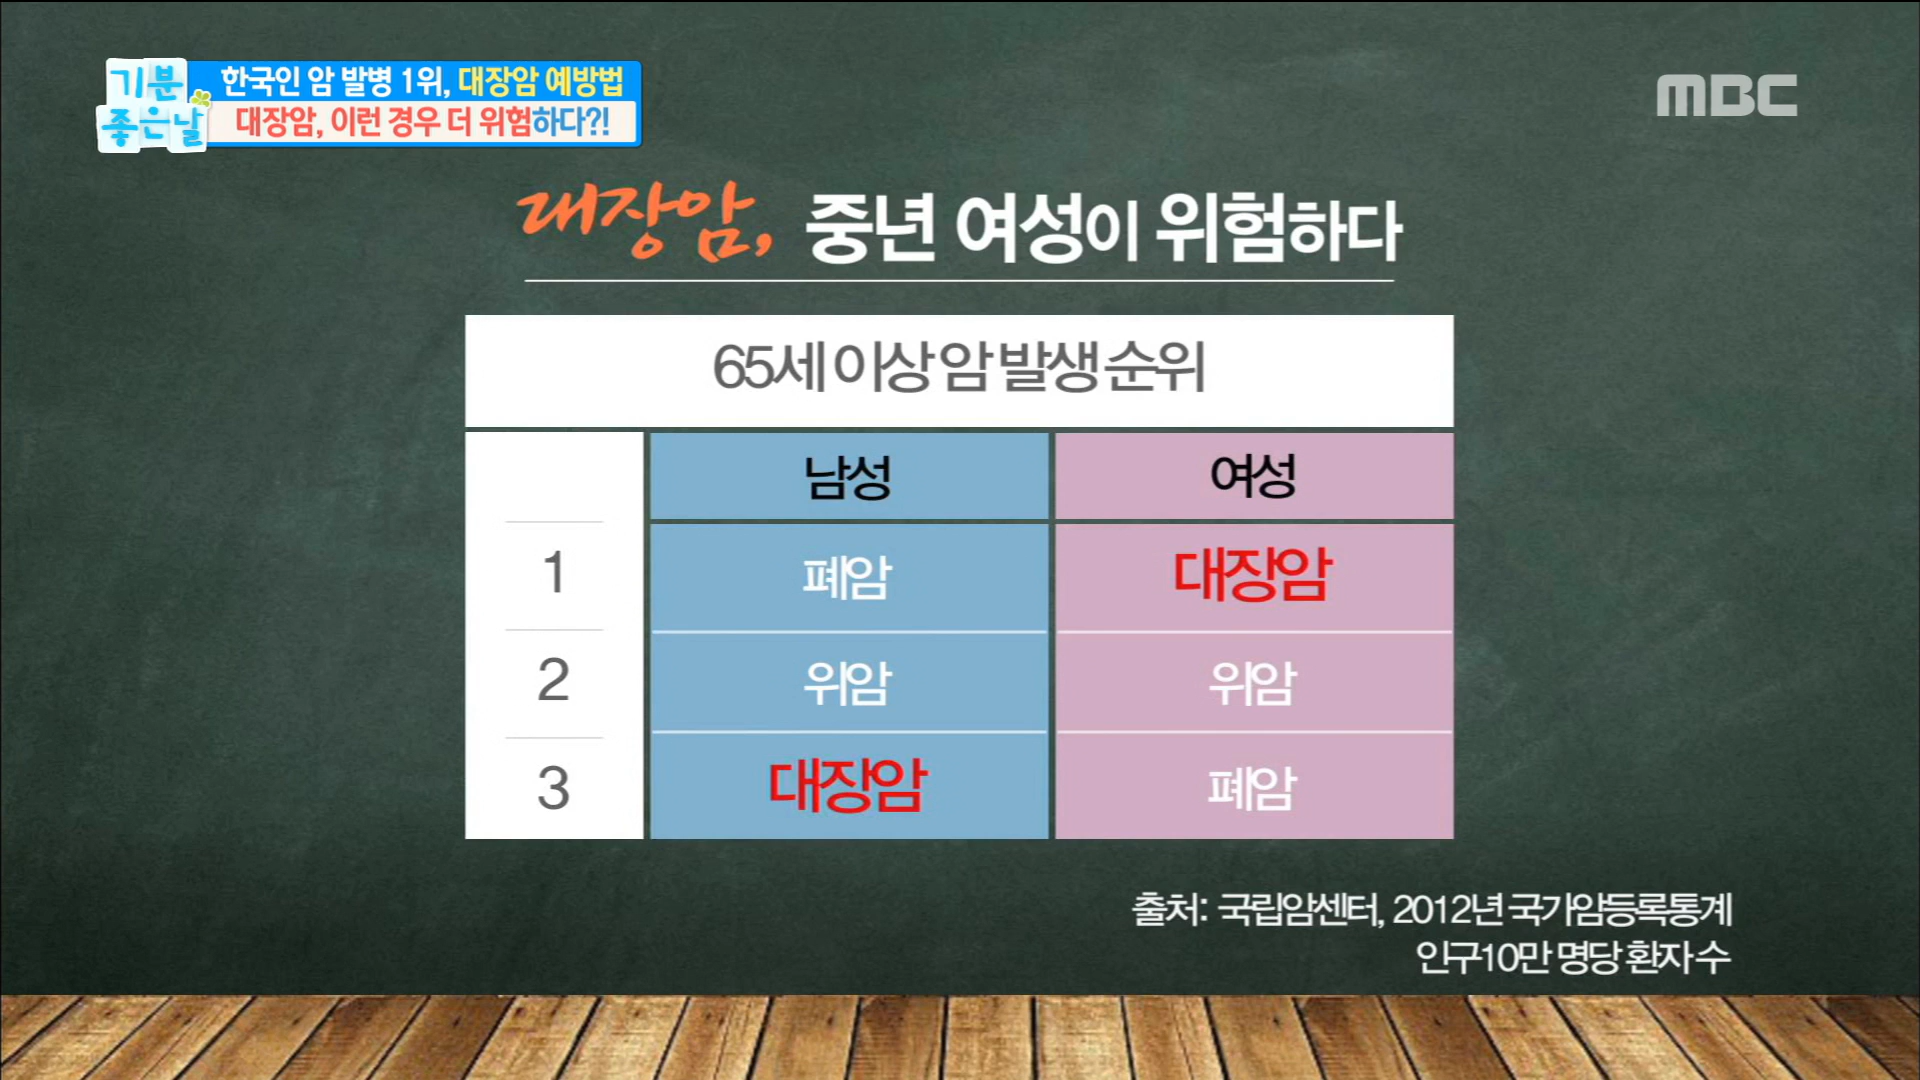 기분
좋은날
한국인 암 발병 1위, 대장암 예방법
대장암, 이런 경우 더 위험하다?!
MBC
대장암, 중년 여성이 위험하다
65세 이상 암 발생 순위
남성 여성
1 폐암 대장암
2 위암 위암
3 대장암 폐암
출처: 국립암센터, 2012년 국가암등록통계
인구10만 명당 환자 수